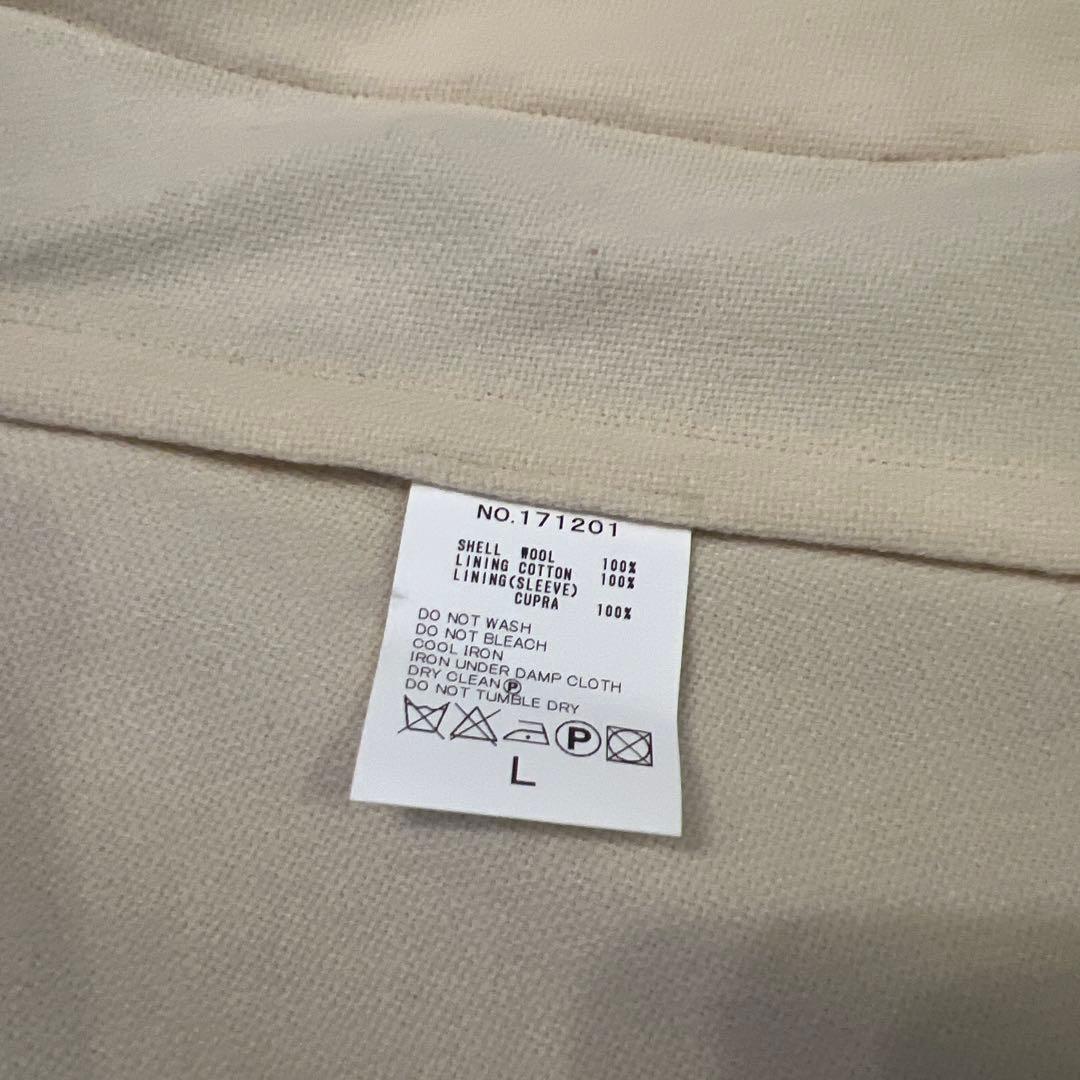 NO.171201
SHELL WOOL 100%
LINING COTTON 100%
LINING(SLEEVE)
CUPRA 100%
DO NOT WASH
DO NOT BLEACH
COOL IRON
IRON UNDER DAMP CLOTH
DRY CLEAN Ⓟ
DO NOT TUMBLE DRY
P
L